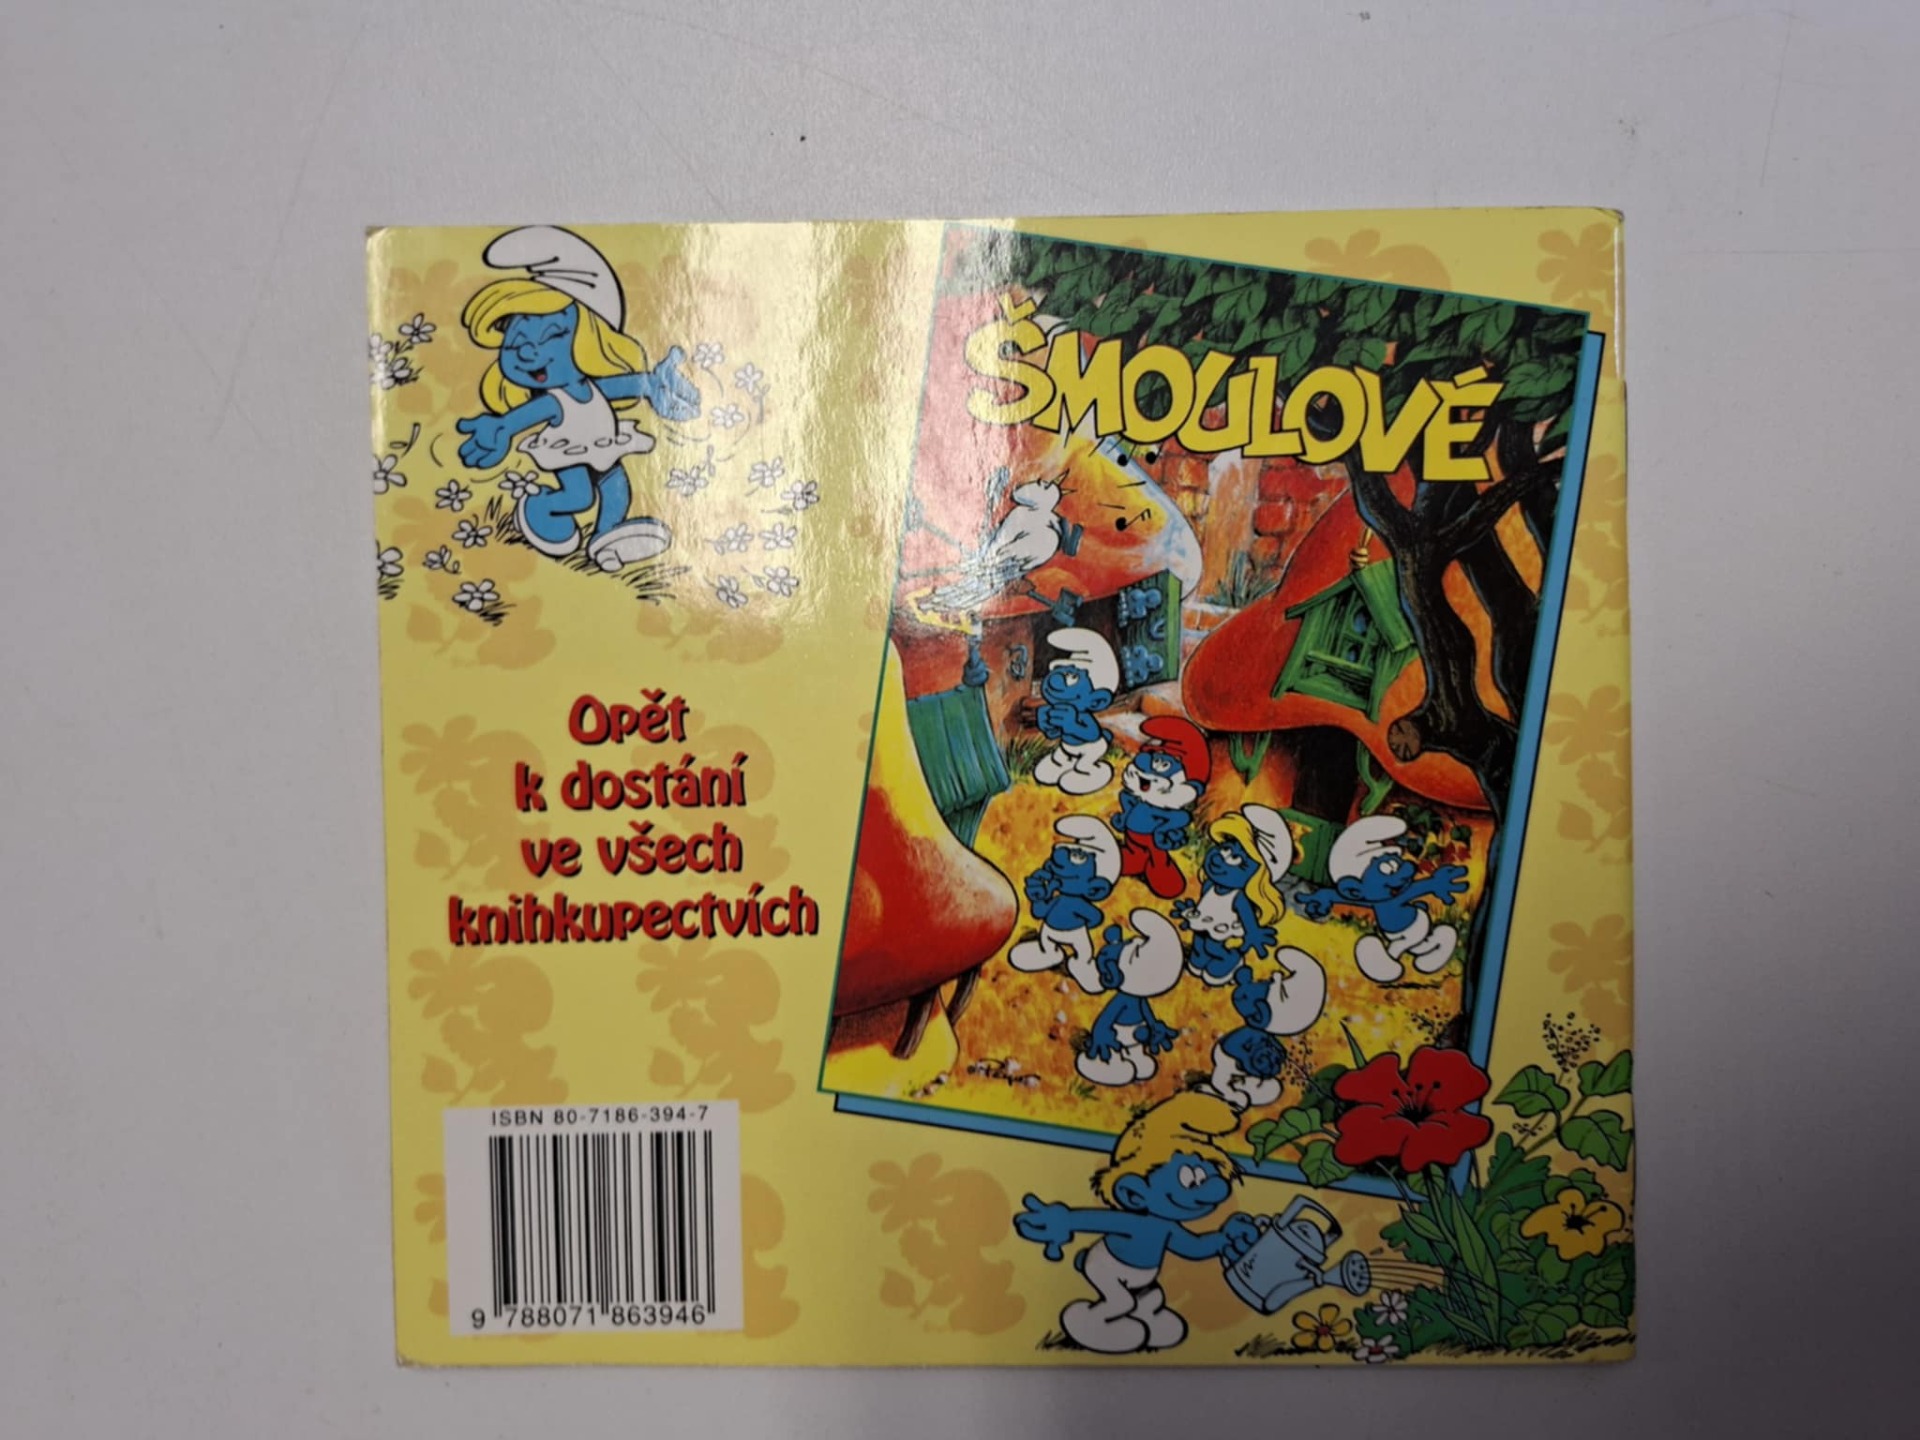 ŠMOULOVÉ
Opět
k dostání
ve všech
knihkupectvích
ISBN 80-7186-394-7
9 788071 863946